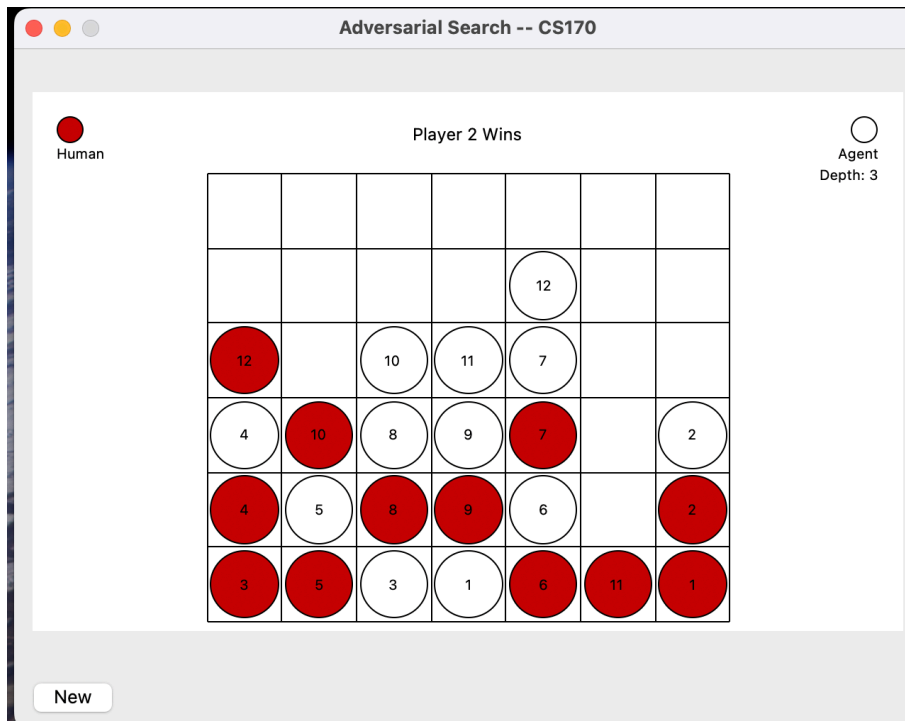 Adversarial Search -- CS170
Player 2 Wins
Human
Agent
Depth: 3
12
12 10 11 7
4 10 8 9 7 2
4 5 8 9 6 2
3 5 3 1 6 11 1
New